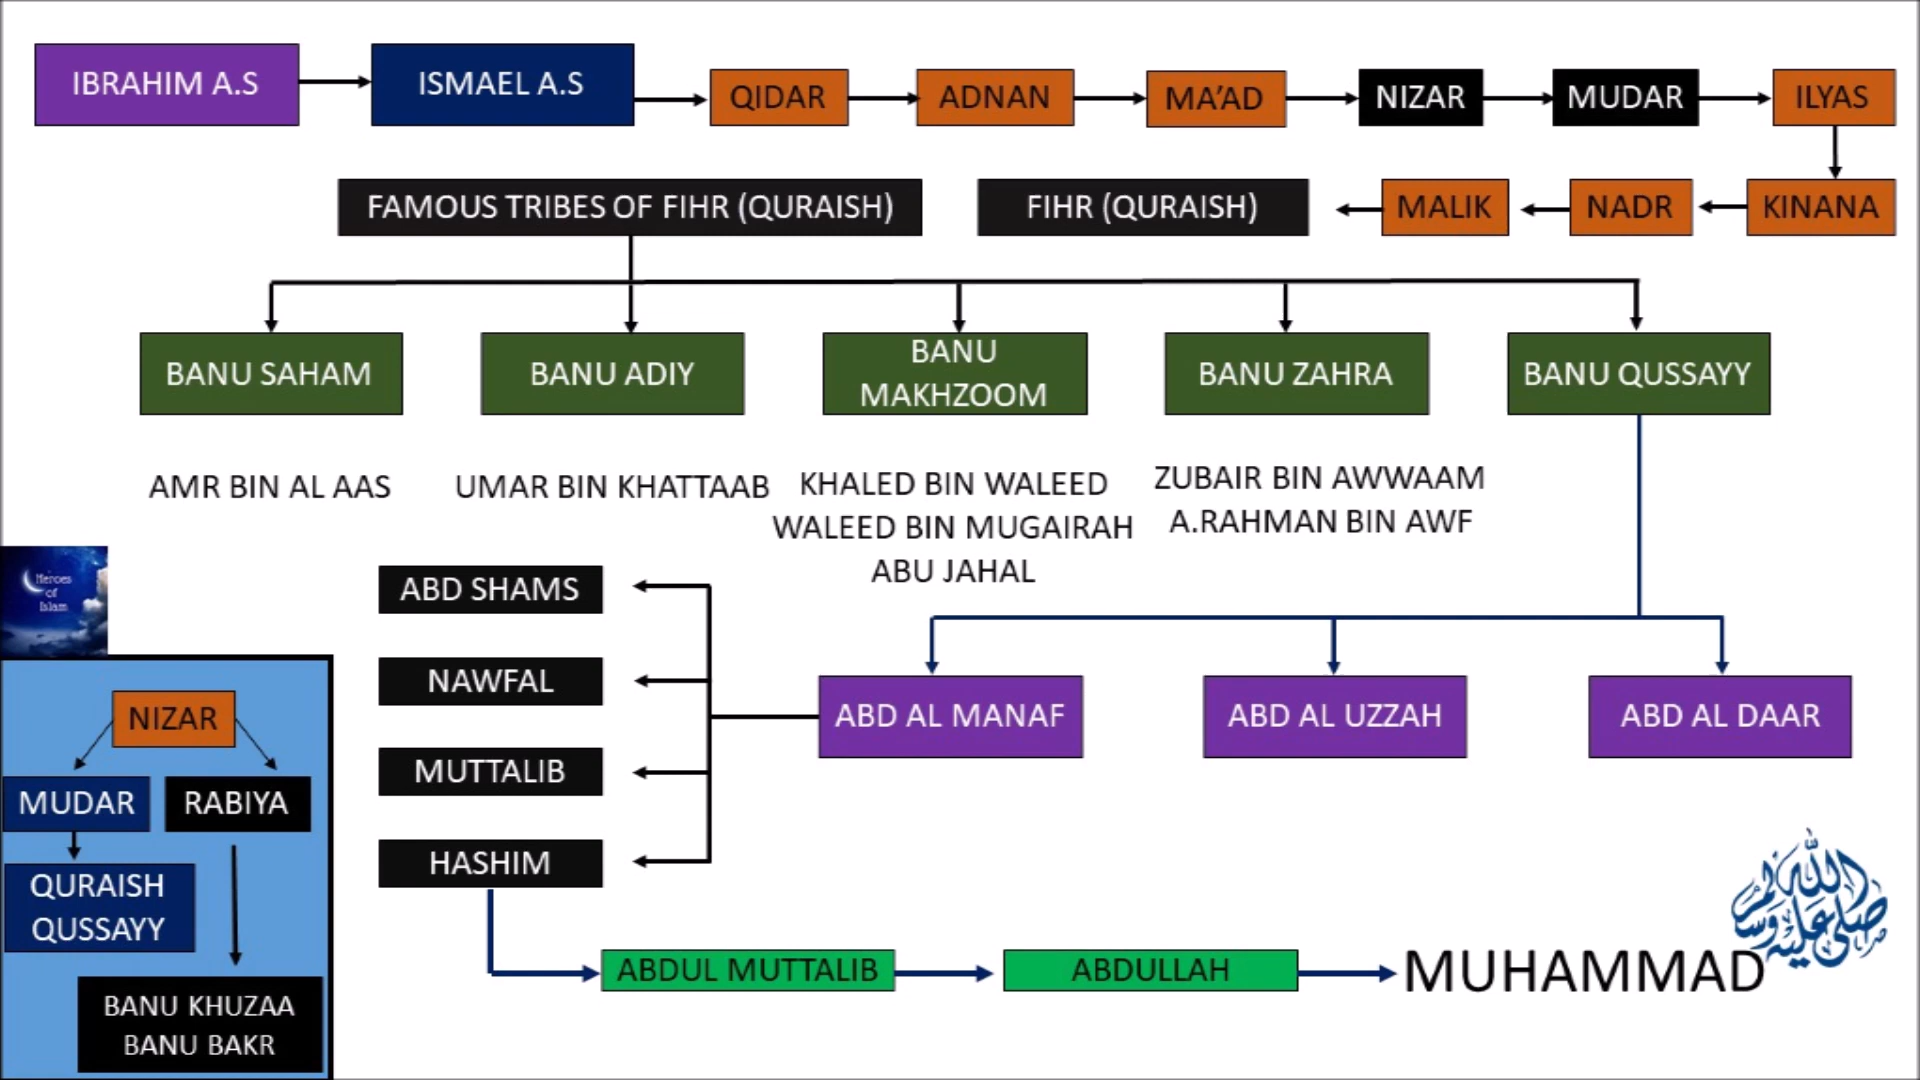 IBRAHIM A.S
ISMAEL A.S
QIDAR
ADNAN
MA'AD
NIZAR
MUDAR
ILYAS
KINANA
NADR
MALIK
FIHR (QURAISH)
FAMOUS TRIBES OF FIHR (QURAISH)
BANU SAHAM
BANU ADIY
BANU
MAKHZOOM
BANU ZAHRA
BANU QUSSAYY
AMR BIN AL AAS
UMAR BIN KHATTAAB
KHALED BIN WALEED
WALEED BIN MUGAIRAH
ABU JAHAL
ZUBAIR BIN AWWAAM
A.RAHMAN BIN AWF
ABD AL MANAF
ABD AL UZZAH
ABD AL DAAR
ABD SHAMS
NAWFAL
MUTTALIB
HASHIM
ABDUL MUTTALIB
ABDULLAH
MUHAMMAD
صلى الله عليه وسلم
Heroes
of
Islam
NIZAR
MUDAR
RABIYA
QURAISH
QUSSAYY
BANU KHUZAA
BANU BAKR